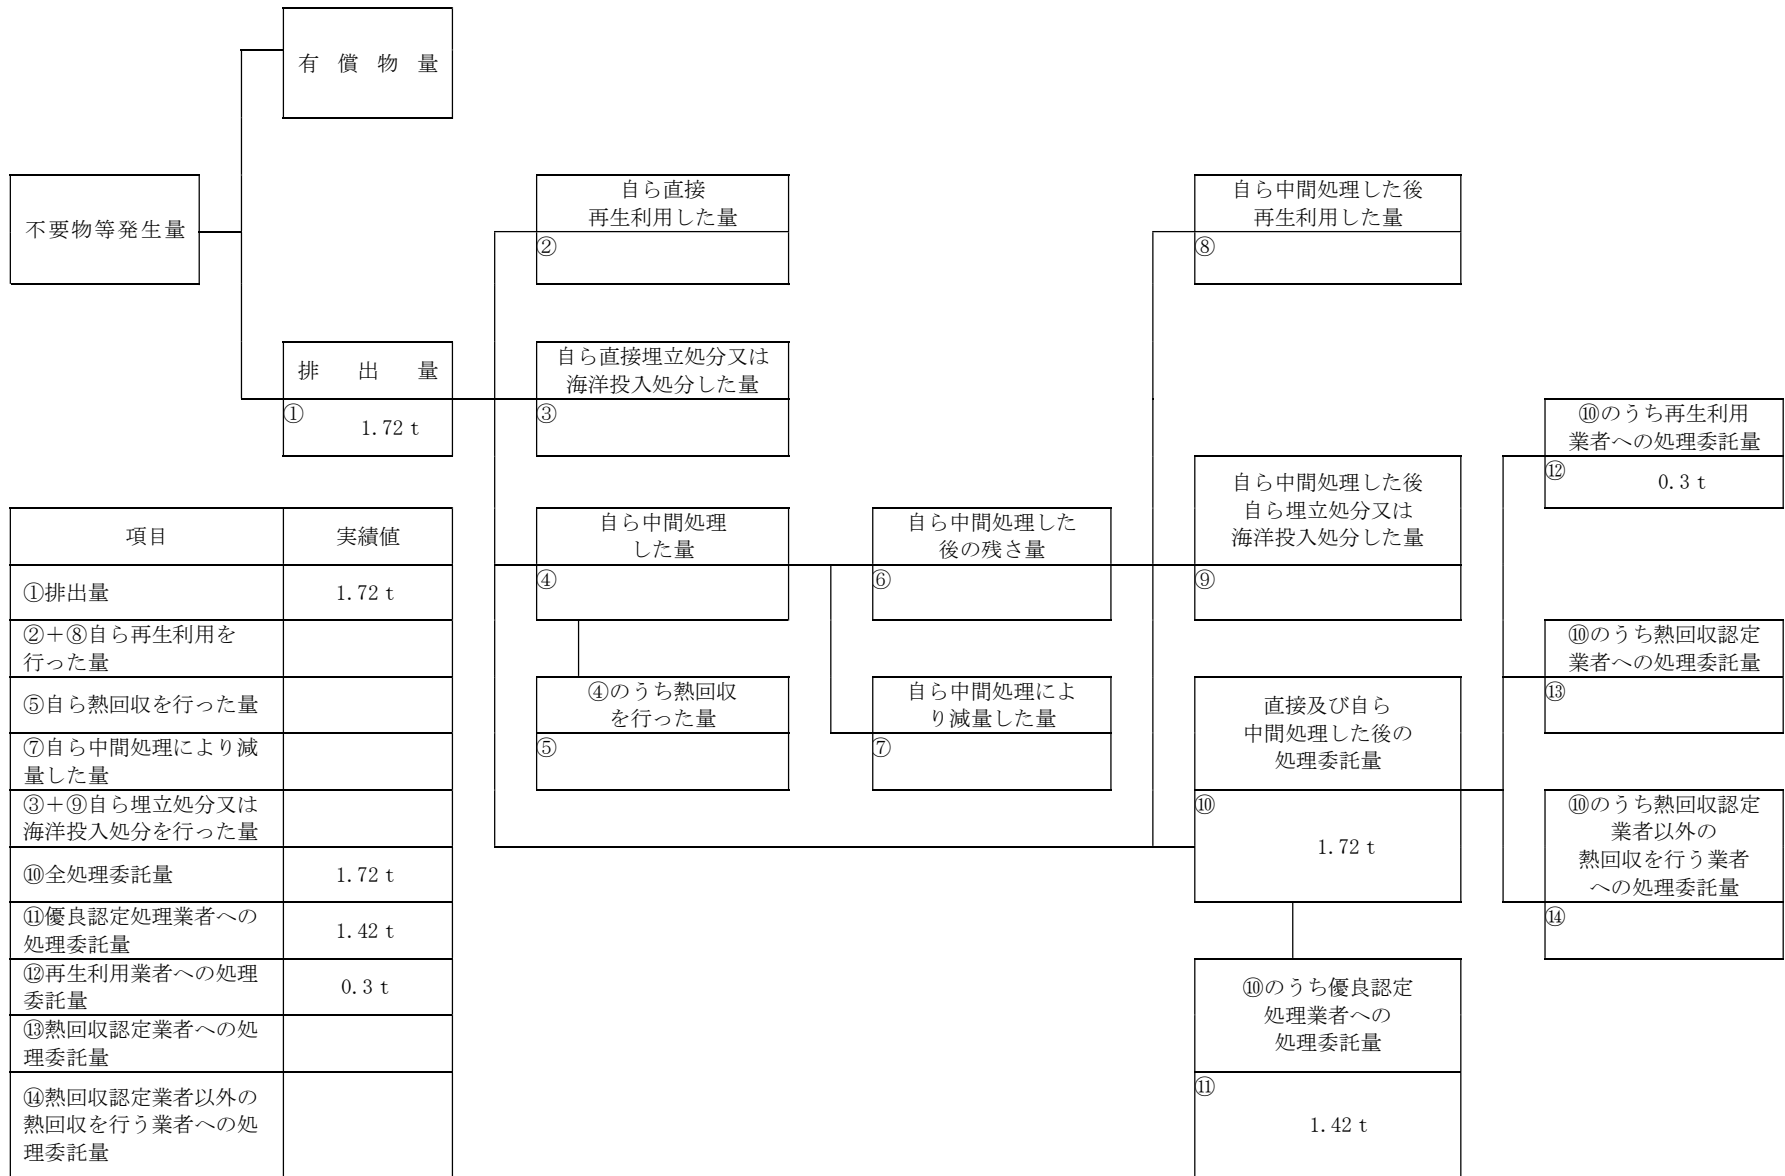 有償物量
不要物等発生量
自ら直接
再生利用した量
②
自ら中間処理した後
再生利用した量
⑧
排出量
①
1.72 t
自ら直接埋立処分又は
海洋投入処分した量
③
⑩のうち再生利用
業者への処理委託量
⑫
0.3 t
自ら中間処理した後
自ら埋立処分又は
海洋投入処分した量
⑨
自ら中間処理
した量
④
自ら中間処理した
後の残さ量
⑥
⑩のうち熱回収認定
業者への処理委託量
⑬
④のうち熱回収
を行った量
⑤
自ら中間処理によ
り減量した量
⑦
直接及び自ら
中間処理した後の
処理委託量
⑩
1.72 t
⑩のうち熱回収認定
業者以外の
熱回収を行う業者
への処理委託量
⑭
⑩のうち優良認定
処理業者への
処理委託量
⑪
1.42 t
項目 実績値
①排出量 1.72 t
②＋⑧自ら再生利用を
行った量
⑤自ら熱回収を行った量
⑦自ら中間処理により減
量した量
③＋⑨自ら埋立処分又は
海洋投入処分を行った量
⑩全処理委託量 1.72 t
⑪優良認定処理業者への
処理委託量 1.42 t
⑫再生利用業者への処理
委託量 0.3 t
⑬熱回収認定業者への処
理委託量
⑭熱回収認定業者以外の
熱回収を行う業者への処
理委託量